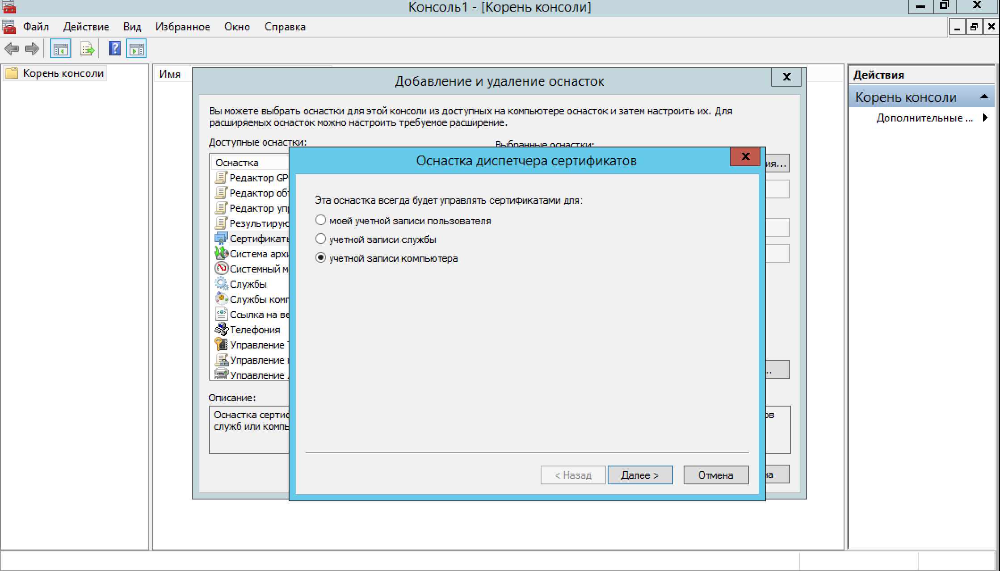 Консоль1 - [Корень консоли]
Файл Действие Вид Избранное Окно Справка
Корень консоли
Имя
Добавление и удаление оснасток
Вы можете выбрать оснастки для этой консоли из доступных на компьютере оснасток и затем настроить их. Для
расширяемых оснасток можно настроить требуемое расширение.
Доступные оснастки:
Выбранные оснастки:
Оснастка
Редактор GP
Редактор об
Редактор уп
Результирую
Сертификаты
Система архи
Системный м
Службы
Службы комп
Ссылка на ве
Телефония
Управление
Управление
Управление
Описание:
Оснастка сертиф
служб или компь
ия...
..
ов
на
Оснастка диспетчера сертификатов
Эта оснастка всегда будет управлять сертификатами для:
моей учетной записи пользователя
учетной записи службы
учетной записи компьютера
< Назад
Далее >
Отмена
Действия
Корень консоли
Дополнительные ...